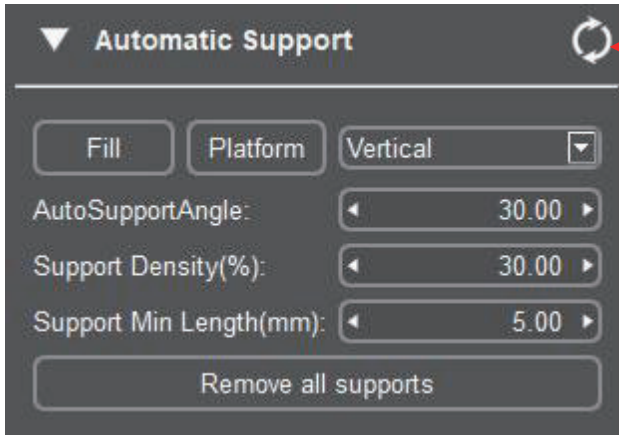 Automatic Support
Fill Platform Vertical
AutoSupportAngle: 30.00
Support Density(%): 30.00
Support Min Length(mm): 5.00
Remove all supports